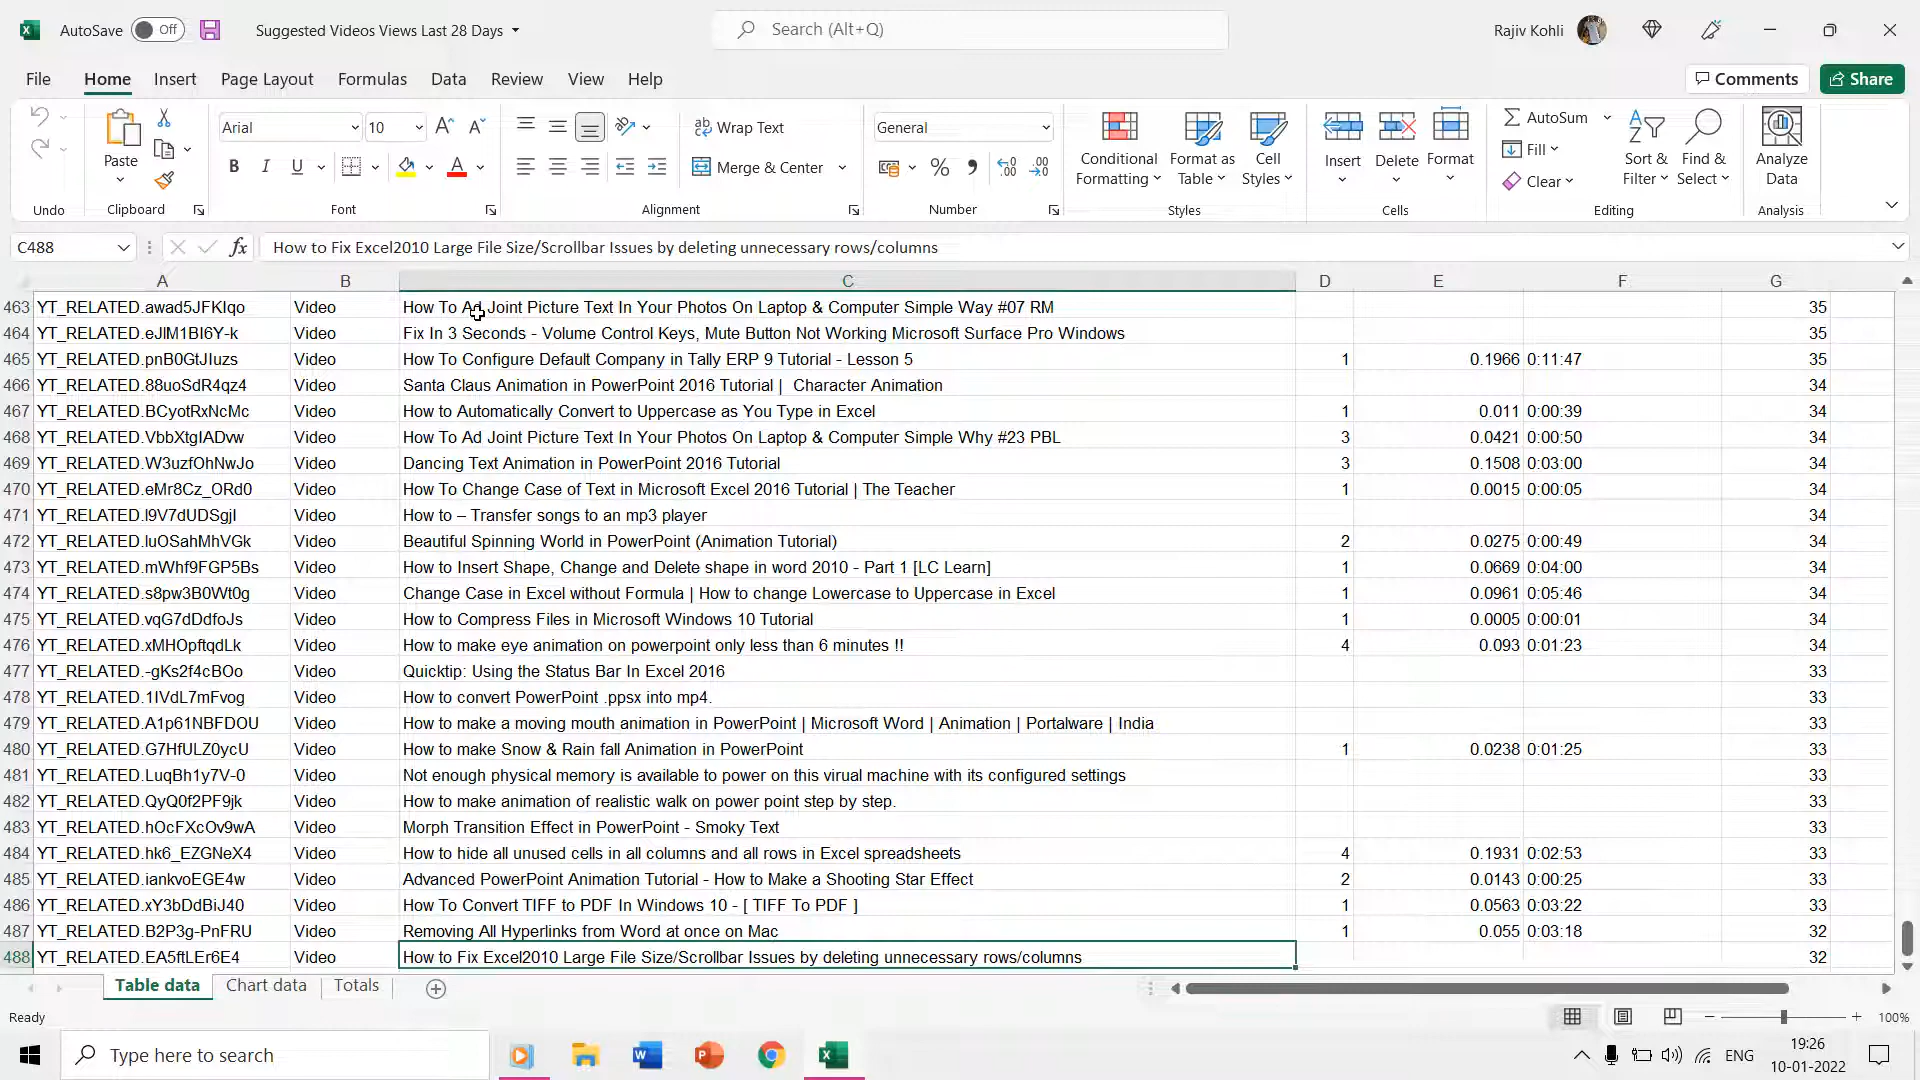 AutoSave Off Suggested Videos Views Last 28 Days Search (Alt+Q) Rajiv Kohli
File Home Insert Page Layout Formulas Data Review View Help Comments Share
Paste Arial 10 B I U Wrap Text Merge & Center General % Conditional Formatting Format as Table Cell Styles Insert Delete Format AutoSum Fill Clear Sort & Filter Find & Select Analyze Data
Undo Clipboard Font Alignment Number Styles Cells Editing Analysis
C488 fx How to Fix Excel2010 Large File Size/Scrollbar Issues by deleting unnecessary rows/columns
A B C D E F G
463 YT_RELATED.awad5JFKIqo Video How To Ad Joint Picture Text In Your Photos On Laptop & Computer Simple Way #07 RM 35
464 YT_RELATED.eJlM1BI6Y-k Video Fix In 3 Seconds - Volume Control Keys, Mute Button Not Working Microsoft Surface Pro Windows 35
465 YT_RELATED.pnB0GtJIuzs Video How To Configure Default Company in Tally ERP 9 Tutorial - Lesson 5 1 0.1966 0:11:47 35
466 YT_RELATED.88uoSdR4qz4 Video Santa Claus Animation in PowerPoint 2016 Tutorial | Character Animation 34
467 YT_RELATED.BCyotRxNcMc Video How to Automatically Convert to Uppercase as You Type in Excel 1 0.011 0:00:39 34
468 YT_RELATED.VbbXtgIADvw Video How To Ad Joint Picture Text In Your Photos On Laptop & Computer Simple Why #23 PBL 3 0.0421 0:00:50 34
469 YT_RELATED.W3uzfOhNwJo Video Dancing Text Animation in PowerPoint 2016 Tutorial 3 0.1508 0:03:00 34
470 YT_RELATED.eMr8Cz_ORd0 Video How To Change Case of Text in Microsoft Excel 2016 Tutorial | The Teacher 1 0.0015 0:00:05 34
471 YT_RELATED.l9V7dUDSgjI Video How to – Transfer songs to an mp3 player 34
472 YT_RELATED.luOSahMhVGk Video Beautiful Spinning World in PowerPoint (Animation Tutorial) 2 0.0275 0:00:49 34
473 YT_RELATED.mWhf9FGP5Bs Video How to Insert Shape, Change and Delete shape in word 2010 - Part 1 [LC Learn] 1 0.0669 0:04:00 34
474 YT_RELATED.s8pw3B0Wt0g Video Change Case in Excel without Formula | How to change Lowercase to Uppercase in Excel 1 0.0961 0:05:46 34
475 YT_RELATED.vqG7dDdfoJs Video How to Compress Files in Microsoft Windows 10 Tutorial 1 0.0005 0:00:01 34
476 YT_RELATED.xMHOpftqdLk Video How to make eye animation on powerpoint only less than 6 minutes !! 4 0.093 0:01:23 34
477 YT_RELATED.-gKs2f4cBOo Video Quicktip: Using the Status Bar In Excel 2016 33
478 YT_RELATED.1IVdL7mFvog Video How to convert PowerPoint .ppsx into mp4. 33
479 YT_RELATED.A1p61NBFDOU Video How to make a moving mouth animation in PowerPoint | Microsoft Word | Animation | Portalware | India 33
480 YT_RELATED.G7HfULZ0ycU Video How to make Snow & Rain fall Animation in PowerPoint 1 0.0238 0:01:25 33
481 YT_RELATED.LuqBh1y7V-0 Video Not enough physical memory is available to power on this virual machine with its configured settings 33
482 YT_RELATED.QyQ0f2PF9jk Video How to make animation of realistic walk on power point step by step. 33
483 YT_RELATED.hOcFXcOv9wA Video Morph Transition Effect in PowerPoint - Smoky Text 33
484 YT_RELATED.hk6_EZGNeX4 Video How to hide all unused cells in all columns and all rows in Excel spreadsheets 4 0.1931 0:02:53 33
485 YT_RELATED.iankvoEGE4w Video Advanced PowerPoint Animation Tutorial - How to Make a Shooting Star Effect 2 0.0143 0:00:25 33
486 YT_RELATED.xY3bDdBiJ40 Video How To Convert TIFF to PDF In Windows 10 - [ TIFF To PDF ] 1 0.0563 0:03:22 33
487 YT_RELATED.B2P3g-PnFRU Video Removing All Hyperlinks from Word at once on Mac 1 0.055 0:03:18 32
488 YT_RELATED.EA5ftLEr6E4 Video How to Fix Excel2010 Large File Size/Scrollbar Issues by deleting unnecessary rows/columns 32
Table data Chart data Totals
Ready 100%
Type here to search ENG 19:26
10-01-2022